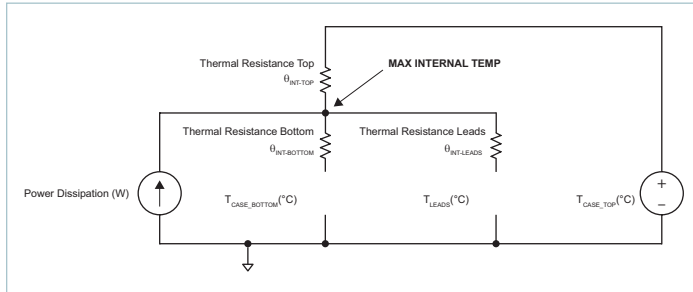 Thermal Resistance Top
θINT-TOP
MAX INTERNAL TEMP
Thermal Resistance Bottom
θINT-BOTTOM
Thermal Resistance Leads
θINT-LEADS
Power Dissipation (W)
TCASE_BOTTOM(°C)
TLEADS(°C)
TCASE_TOP(°C)
+
–